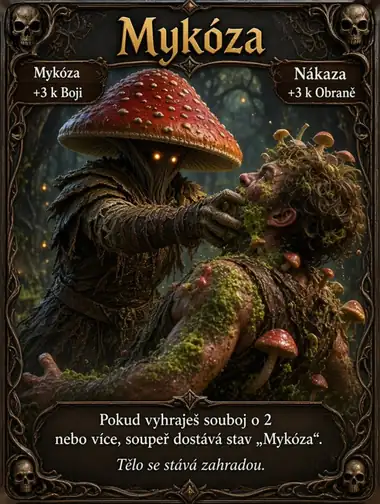 Mykóza
Mykóza
+3 k Boji
Nákaza
+3 k Obraně
Pokud vyhraješ souboj o 2
nebo více, soupeř dostává stav „Mykóza“.
Tělo se stává zahradou.